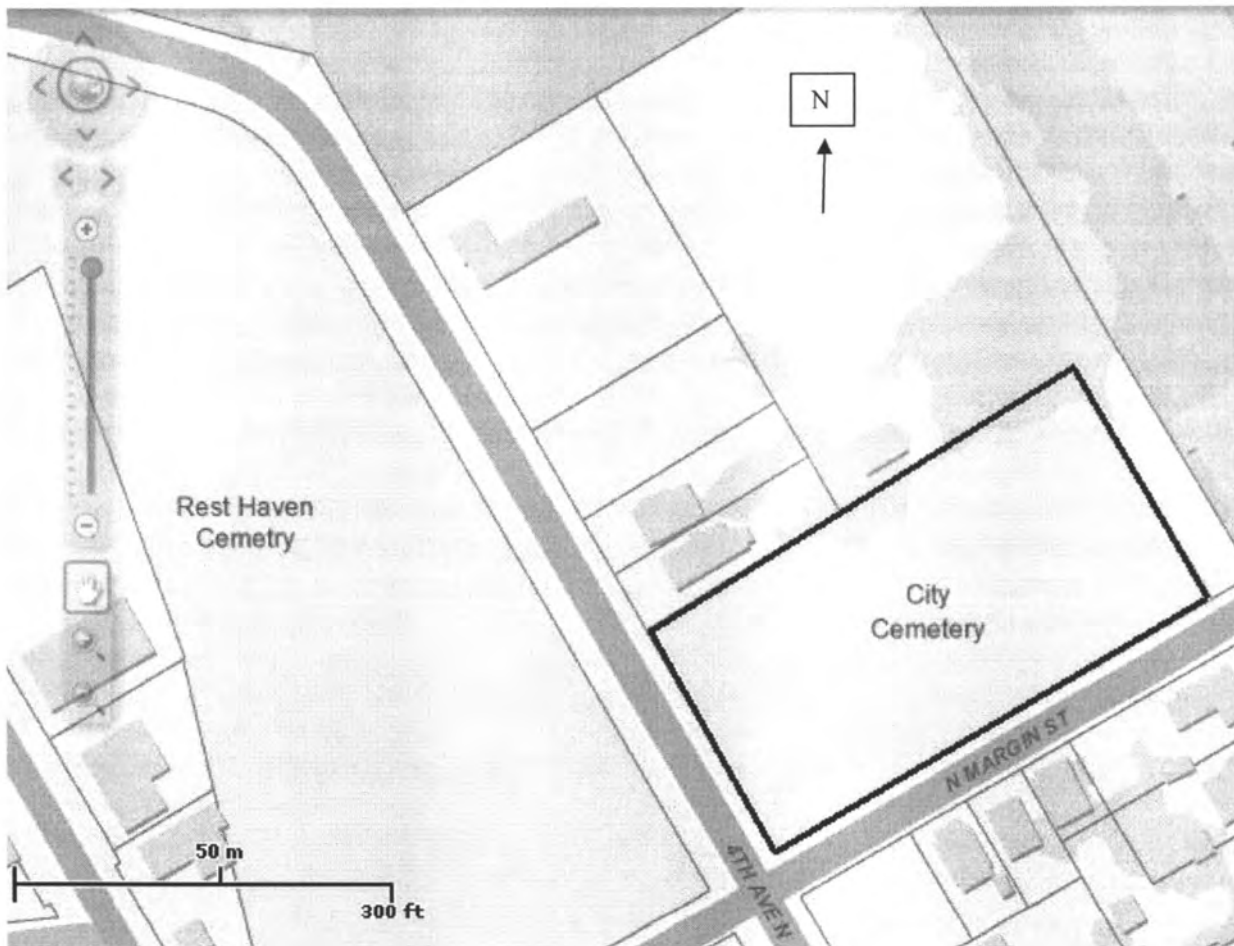 N
Rest Haven
Cemetry
City
Cemetery
N MARGIN ST
4TH AVE N
50 m
300 ft